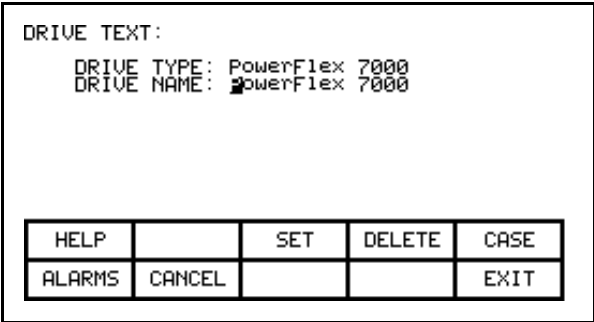 DRIVE TEXT:
DRIVE TYPE: PowerFlex 7000
DRIVE NAME: PowerFlex 7000
HELP SET DELETE CASE
ALARMS CANCEL EXIT